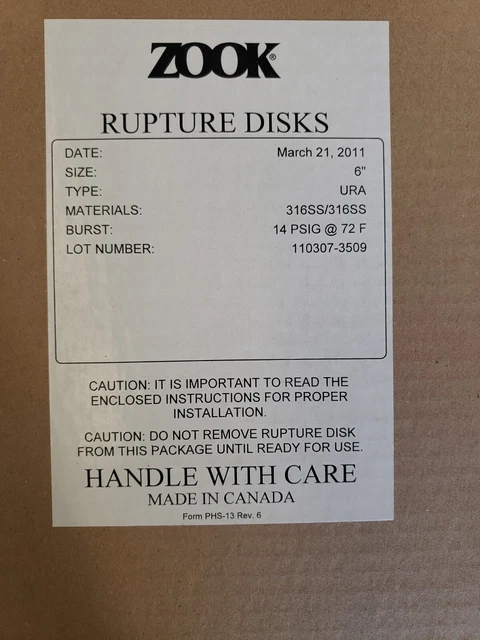 ZOOK®
RUPTURE DISKS
DATE: March 21, 2011
SIZE: 6"
TYPE: URA
MATERIALS: 316SS/316SS
BURST: 14 PSIG @ 72 F
LOT NUMBER: 110307-3509
CAUTION: IT IS IMPORTANT TO READ THE
ENCLOSED INSTRUCTIONS FOR PROPER
INSTALLATION.
CAUTION: DO NOT REMOVE RUPTURE DISK
FROM THIS PACKAGE UNTIL READY FOR USE.
HANDLE WITH CARE
MADE IN CANADA
Form PHS-13 Rev. 6